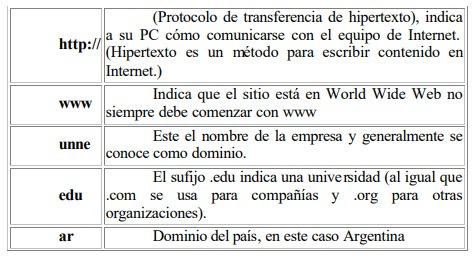 (Protocolo de transferencia de hipertexto), indica
http:// a su PC cómo comunicarse con el equipo de Internet.
(Hipertexto es un método para escribir contenido en
Internet.)
Indica que el sitio está en World Wide Web no
www siempre debe comenzar con www
Este el nombre de la empresa y generalmente se
unne conoce como dominio.
El sufijo .edu indica una universidad (al igual que
edu .com se usa para compañías y .org para otras
organizaciones).
ar Dominio del país, en este caso Argentina